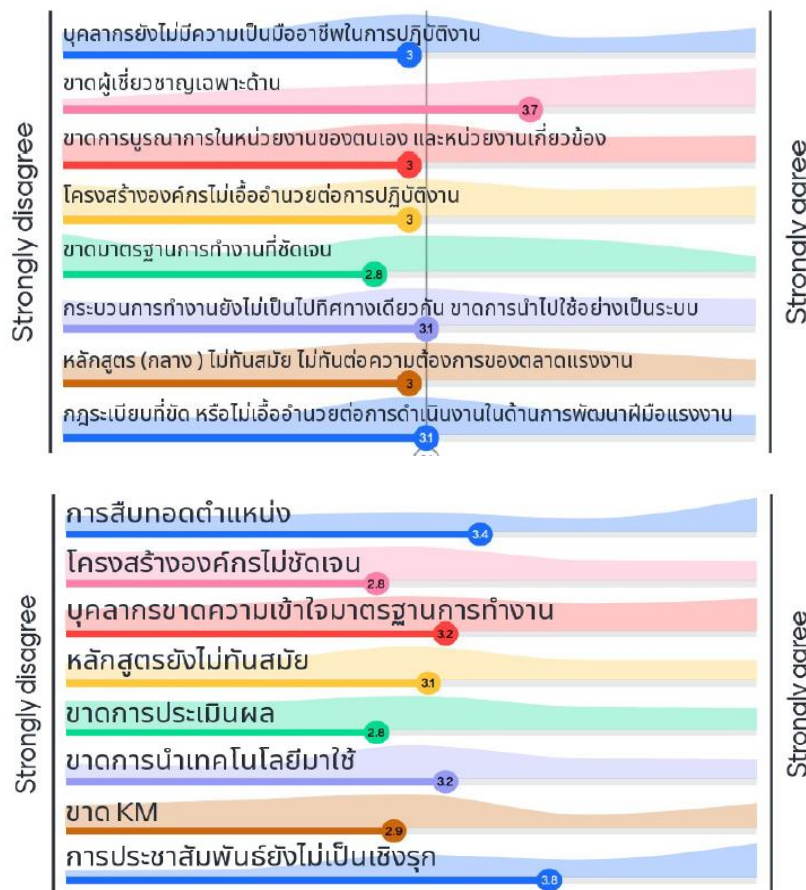 บุคลากรยังไม่มีความเป็นมืออาชีพในการปฏิบัติงาน
3
ขาดผู้เชี่ยวชาญเฉพาะด้าน
3.7
ขาดการบูรณาการในหน่วยงานของตนเอง และหน่วยงานเกี่ยวข้อง
3
โครงสร้างองค์กรไม่เอื้ออำนวยต่อการปฏิบัติงาน
3
ขาดมาตรฐานการทำงานที่ชัดเจน
2.8
กระบวนการทำงานยังไม่เป็นไปทิศทางเดียวกัน ขาดการนำไปใช้อย่างเป็นระบบ
3.1
หลักสูตร (กลาง ) ไม่ทันสมัย ไม่ทันต่อความต้องการของตลาดแรงงาน
3
กฎระเบียบที่ขัด หรือไม่เอื้ออำนวยต่อการดำเนินงานในด้านการพัฒนาฝีมือแรงงาน
3.1
Strongly disagree
Strongly agree
การสืบทอดตำแหน่ง
3.4
โครงสร้างองค์กรไม่ชัดเจน
2.8
บุคลากรขาดความเข้าใจมาตรฐานการทำงาน
3.2
หลักสูตรยังไม่ทันสมัย
3.1
ขาดการประเมินผล
2.8
ขาดการนำเทคโนโลยีมาใช้
3.2
ขาด KM
2.9
การประชาสัมพันธ์ยังไม่เป็นเชิงรุก
3.8
Strongly disagree
Strongly agree